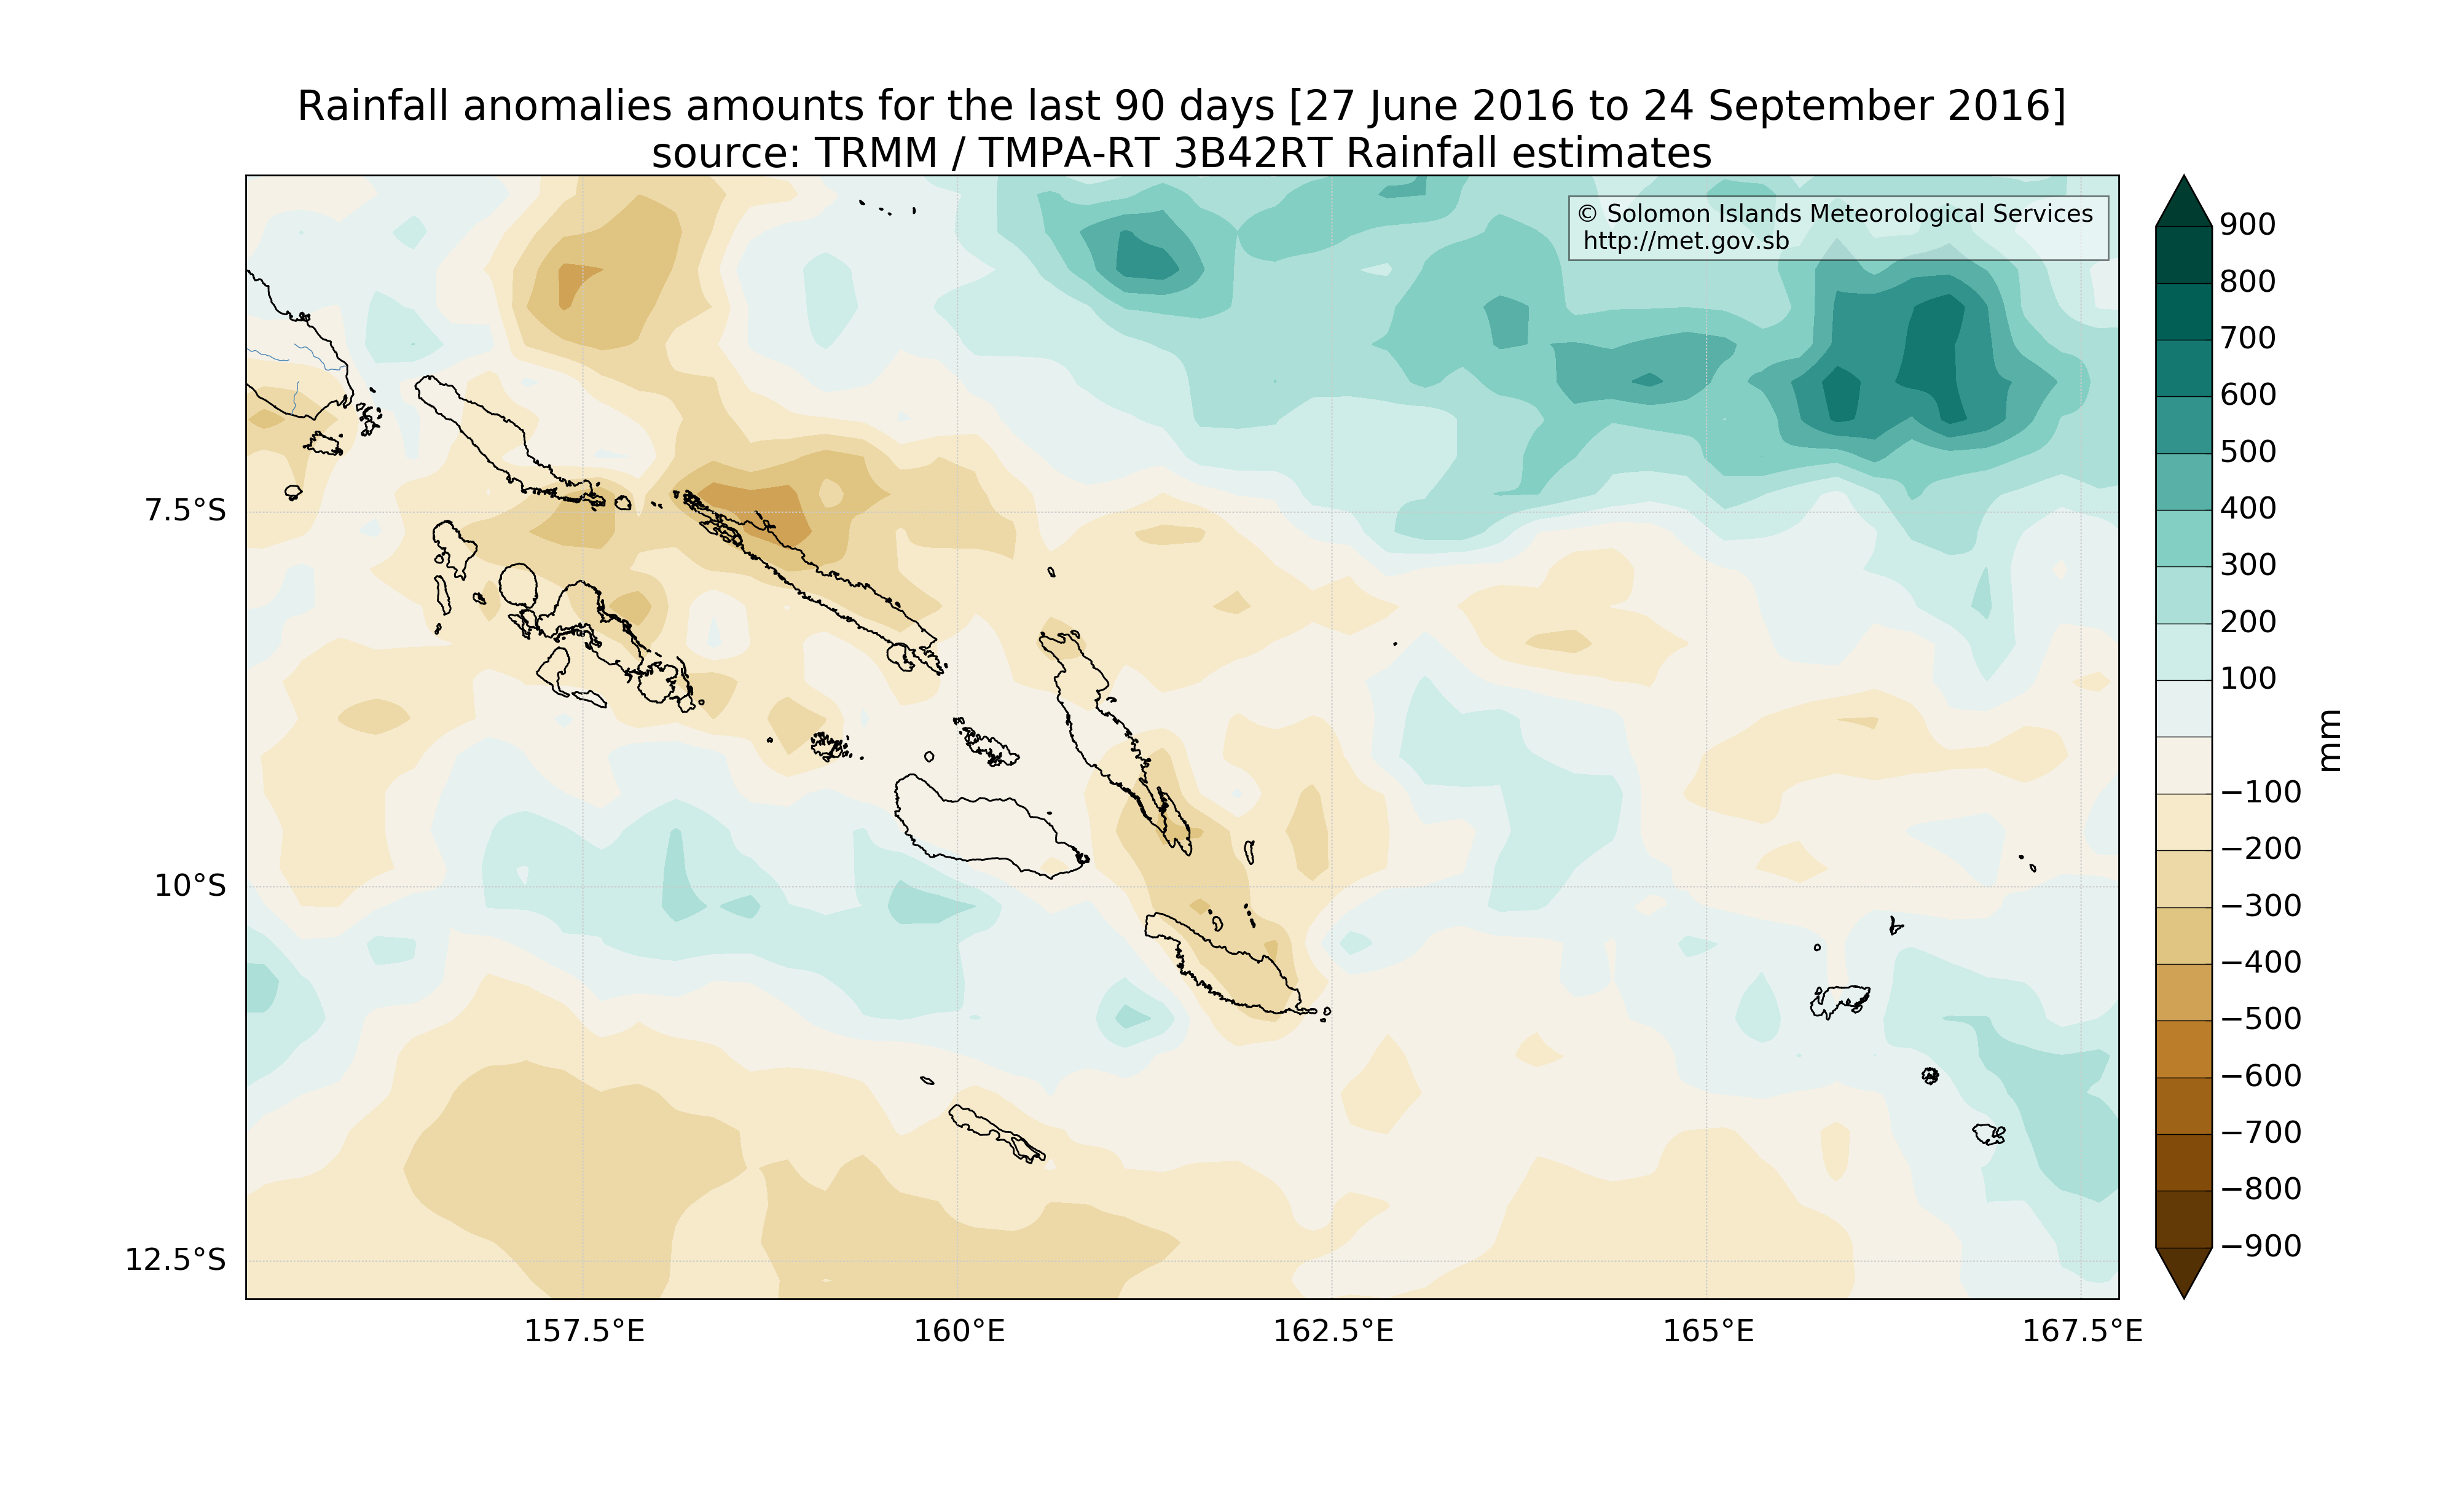 Rainfall anomalies amounts for the last 90 days [27 June 2016 to 24 September 2016]
source: TRMM / TMPA-RT 3B42RT Rainfall estimates
© Solomon Islands Meteorological Services
http://met.gov.sb
7.5°S
10°S
12.5°S
157.5°E
160°E
162.5°E
165°E
167.5°E
900
800
700
600
500
400
300
200
100
−100
−200
−300
−400
−500
−600
−700
−800
−900
mm